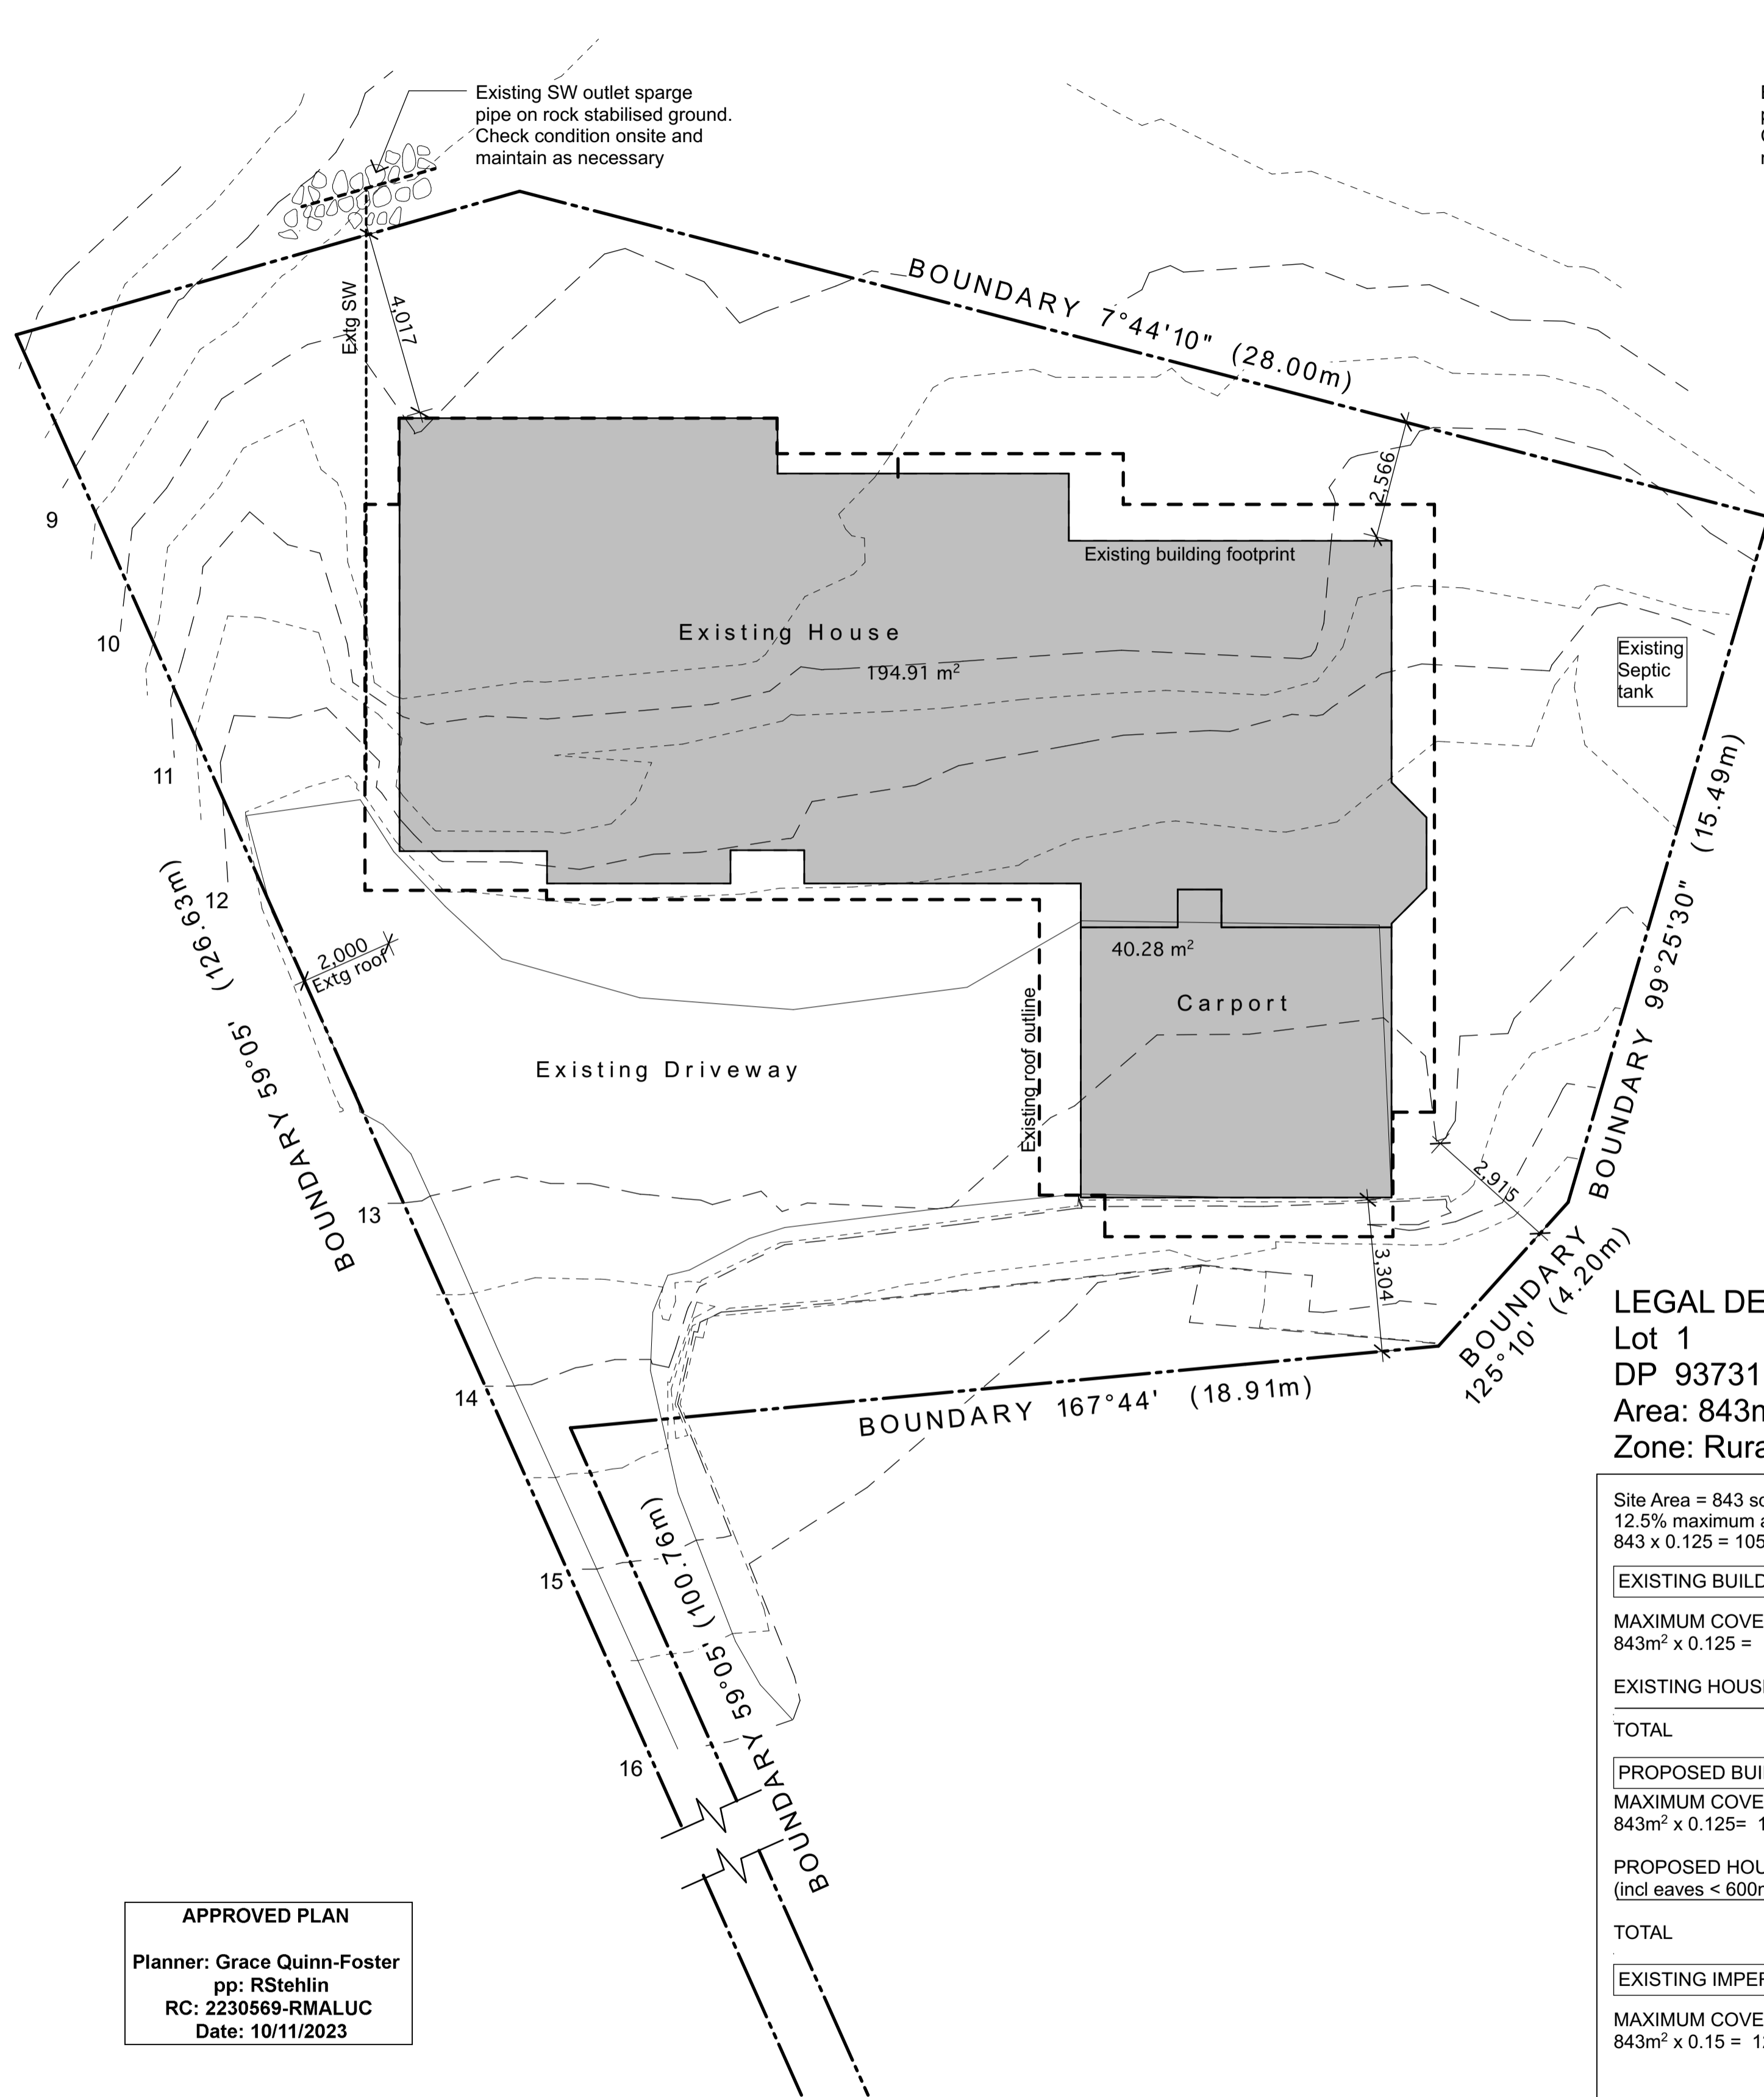 Existing SW outlet sparge
pipe on rock stabilised ground.
Check condition onsite and
maintain as necessary
Extg SW
4,017
BOUNDARY 7°44'10" (28.00m)
2,566
Existing building footprint
Existing House
194.91 m²
Existing
Septic
tank
9
10
11
12
13
14
15
16
BOUNDARY 59°05' (126.63m)
2,000
Extg roof
Existing Driveway
Existing roof outline
40.28 m²
Carport
BOUNDARY 99°25'30" (15.49m)
2,915
3,304
BOUNDARY
125°10' (4.20m)
BOUNDARY 167°44' (18.91m)
BOUNDARY 59°05' (100.76m)
LEGAL DE
Lot 1
DP 93731
Area: 843m
Zone: Rura
Site Area = 843 sq
12.5% maximum a
843 x 0.125 = 105
EXISTING BUILD
MAXIMUM COVE
843m² x 0.125 =
EXISTING HOUS
TOTAL
PROPOSED BUI
MAXIMUM COVE
843m² x 0.125= 1
PROPOSED HOU
(incl eaves < 600m
TOTAL
EXISTING IMPER
MAXIMUM COVE
843m² x 0.15 = 12
APPROVED PLAN
Planner: Grace Quinn-Foster
pp: RStehlin
RC: 2230569-RMALUC
Date: 10/11/2023